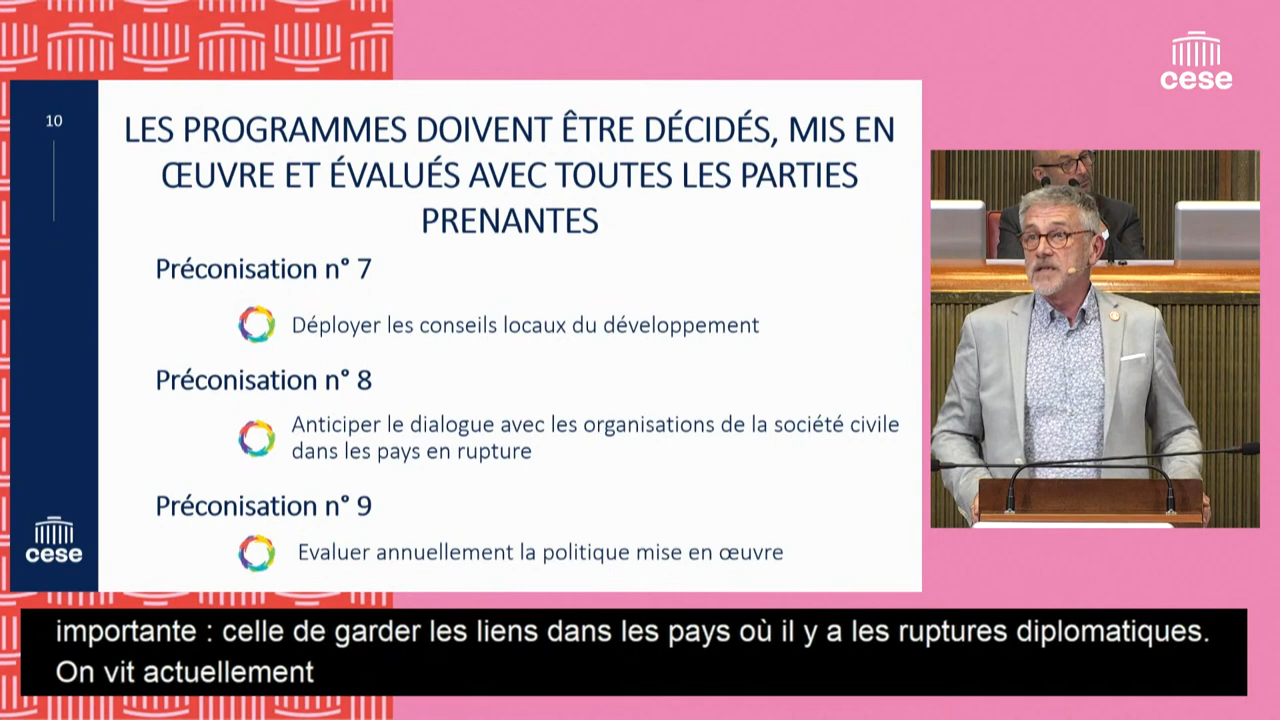 cese
10
LES PROGRAMMES DOIVENT ÊTRE DÉCIDÉS, MIS EN
ŒUVRE ET ÉVALUÉS AVEC TOUTES LES PARTIES
PRENANTES
Préconisation n° 7
Déployer les conseils locaux du développement
Préconisation n° 8
Anticiper le dialogue avec les organisations de la société civile
dans les pays en rupture
Préconisation n° 9
Evaluer annuellement la politique mise en œuvre
cese
importante : celle de garder les liens dans les pays où il y a les ruptures diplomatiques.
On vit actuellement